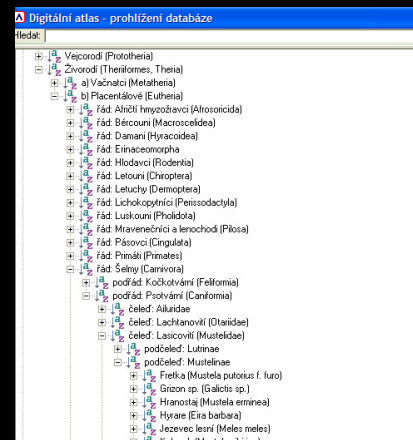 Digitální atlas - prohlížení databáze
Hledat:
Vejcorodí (Prototheria)
Živorodí (Theriiformes, Theria)
a) Vačnatci (Metatheria)
b) Placentálové (Eutheria)
řád: Afričtí hmyzožravci (Afrosoricida)
řád: Bércouni (Macroscelidea)
řád: Damani (Hyracoidea)
řád: Erinaceomorpha
řád: Hlodavci (Rodentia)
řád: Letouni (Chiroptera)
řád: Letuchy (Dermoptera)
řád: Lichokopytníci (Perissodactyla)
řád: Luskouni (Pholidota)
řád: Mravenečníci a lenochodi (Pilosa)
řád: Pásovci (Cingulata)
řád: Primáti (Primates)
řád: Šelmy (Carnivora)
podřád: Kočkotvární (Feliformia)
podřád: Psotvární (Caniformia)
čeleď: Ailuridae
čeleď: Lachtanovití (Otariidae)
čeleď: Lasicovití (Mustelidae)
podčeleď: Lutrinae
podčeleď: Mustelinae
Fretka (Mustela putorius f. furo)
Grizon sp. (Galictis sp.)
Hranostaj (Mustela erminea)
Hyrare (Eira barbara)
Jezevec lesní (Meles meles)